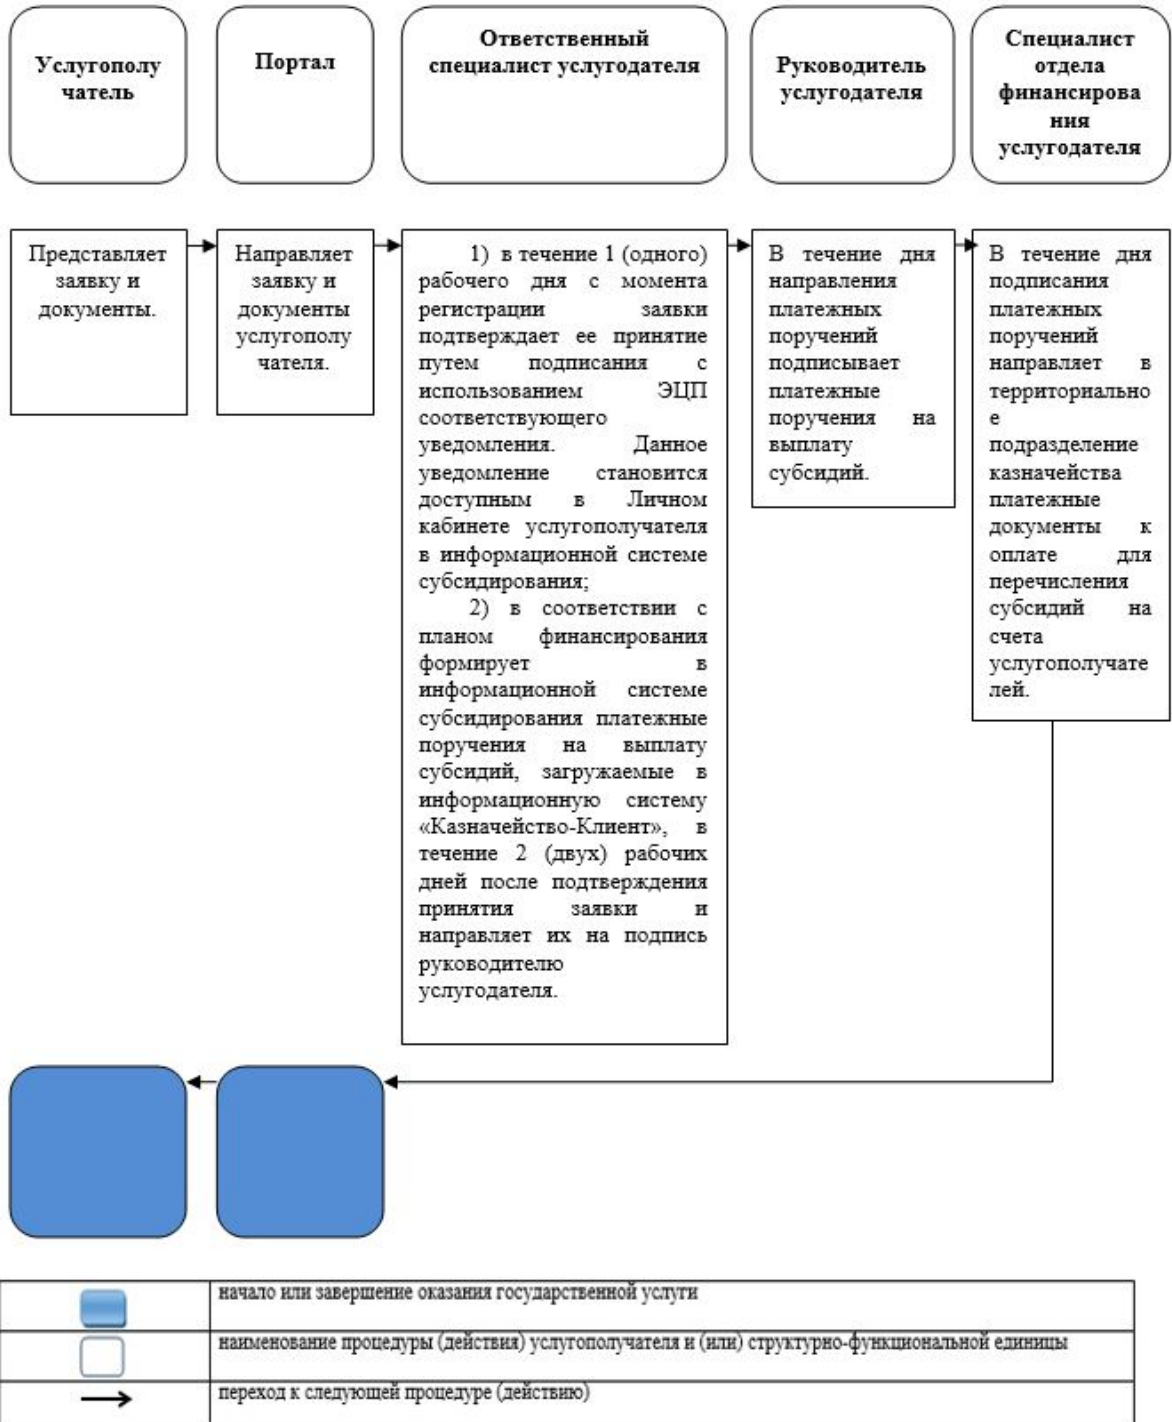 Услугополу
чатель
Портал
Ответственный
специалист услугодателя
Руководитель
услугодателя
Специалист
отдела
финансирова
ния
услугодателя
Представляет
заявку и
документы.
Направляет
заявку и
документы
услугополу
чателя.
1) в течение 1 (одного)
рабочего дня с момента
регистрации заявки
подтверждает ее принятие
путем подписания с
использованием ЭЦП
соответствующего
уведомления. Данное
уведомление становится
доступным в Личном
кабинете услугополучателя
в информационной системе
субсидирования;
2) в соответствии с
планом финансирования
формирует в
информационной системе
субсидирования платежные
поручения на выплату
субсидий, загружаемые в
информационную систему
«Казначейство-Клиент», в
течение 2 (двух) рабочих
дней после подтверждения
принятия заявки и
направляет их на подпись
руководителю
услугодателя.
В течение дня
направления
платежных
поручений
подписывает
платежные
поручения на
выплату
субсидий.
В течение дня
подписания
платежных
поручений
направляет в
территориально
е
подразделение
казначейства
платежные
документы к
оплате для
перечисления
субсидий на
счета
услугополучате
лей.
начало или завершение оказания государственной услуги
наименование процедуры (действия) услугополучателя и (или) структурно-функциональной единицы
переход к следующей процедуре (действию)